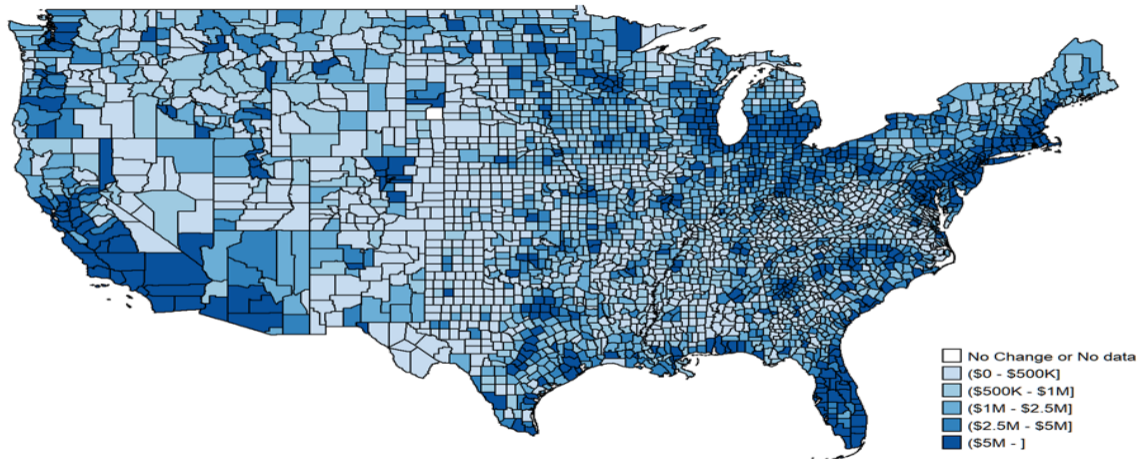 No Change or No data
($0 - $500K]
($500K - $1M]
($1M - $2.5M]
($2.5M - $5M]
($5M - ]